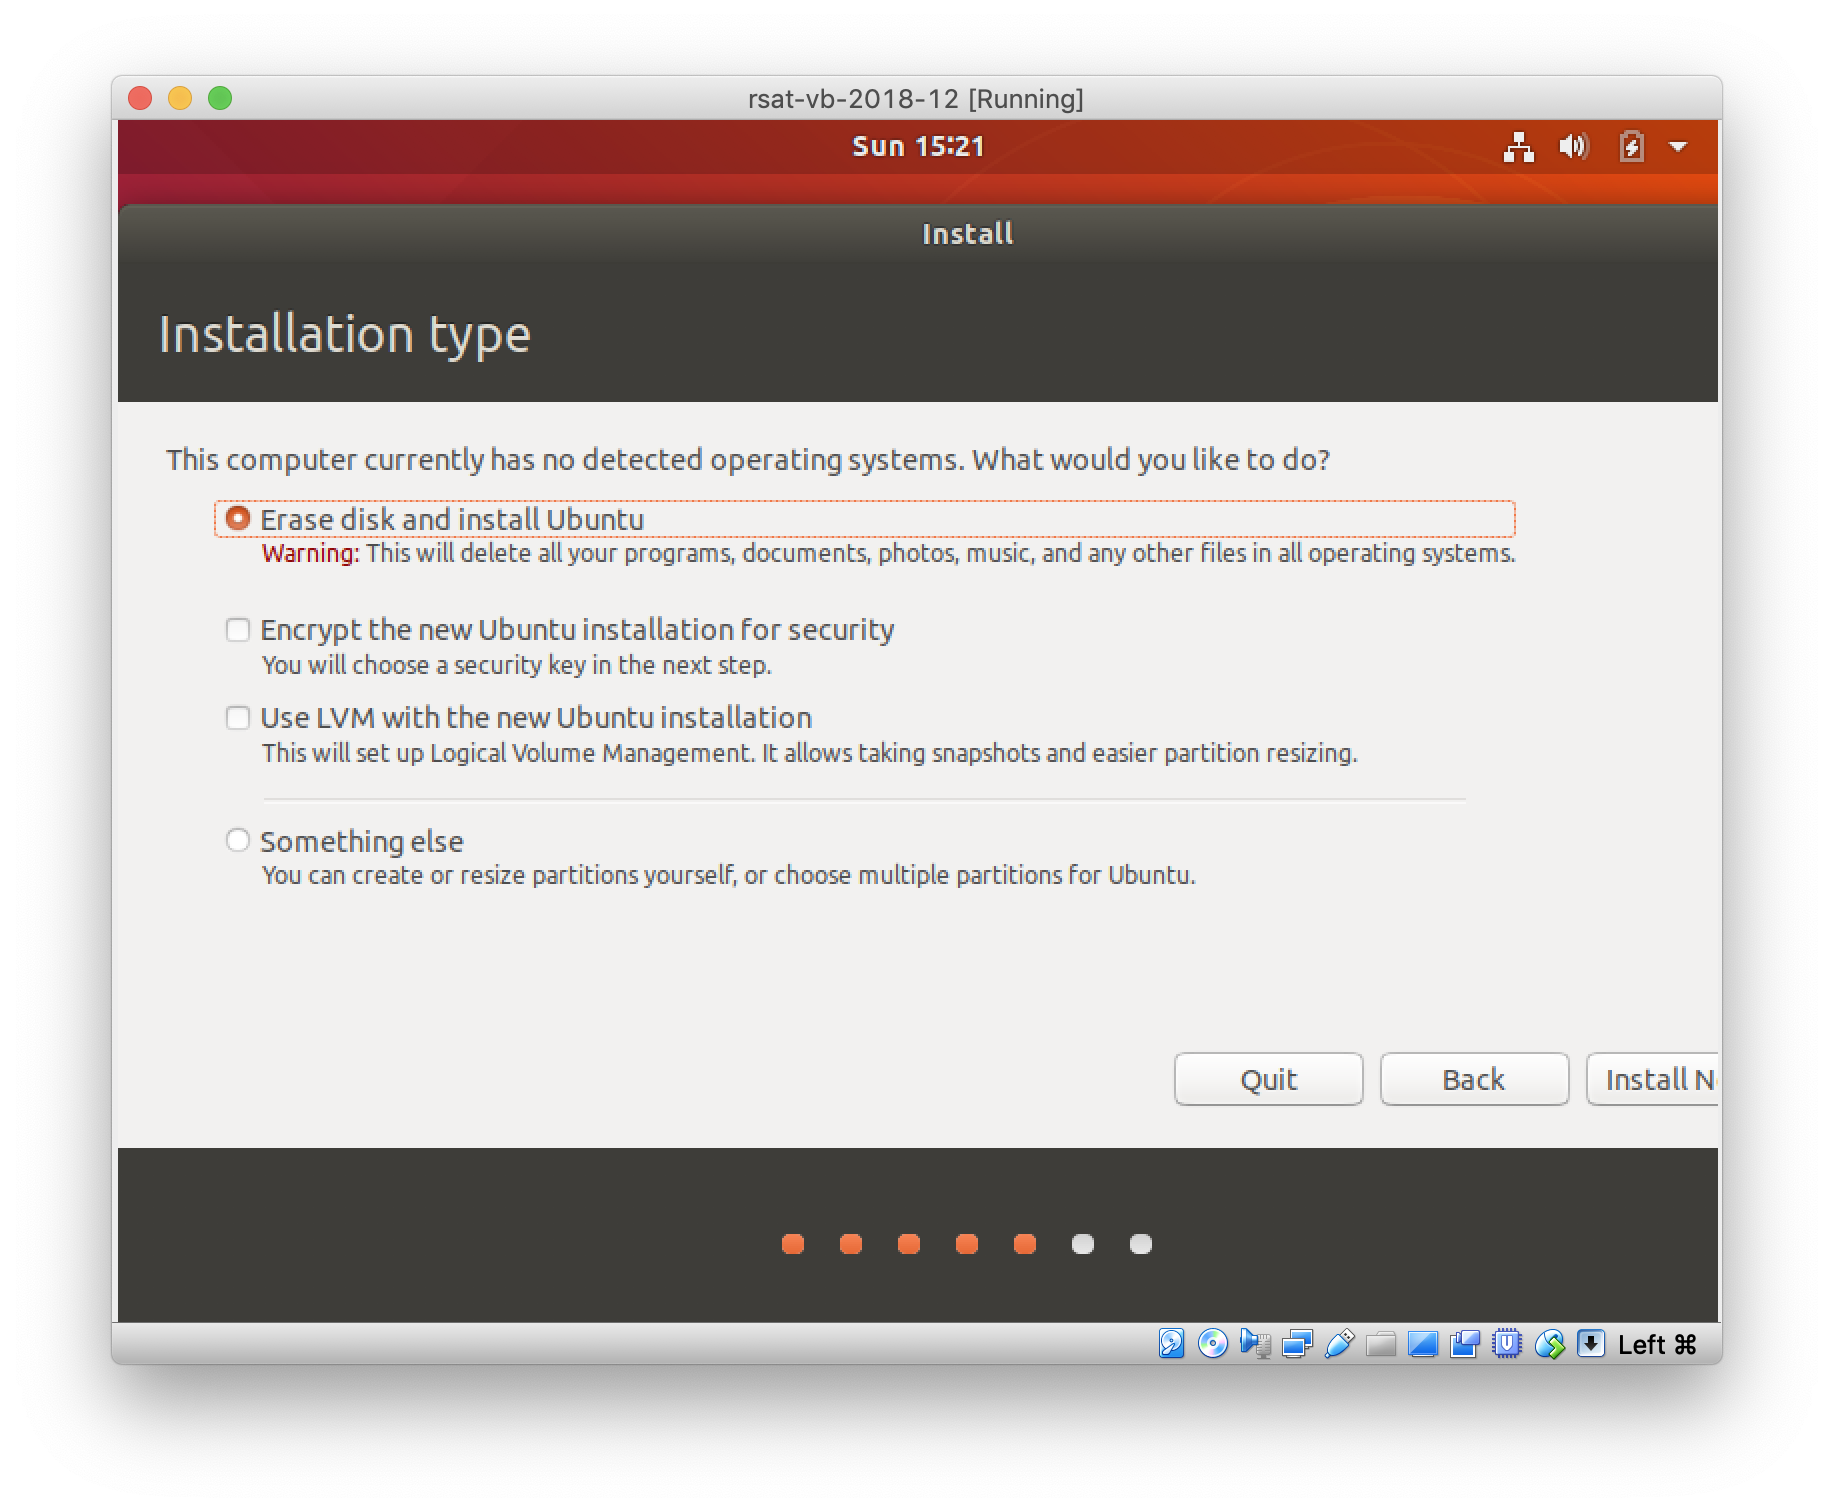 rsat-vb-2018-12 [Running]
Sun 15:21
Install
Installation type
This computer currently has no detected operating systems. What would you like to do?
Erase disk and install Ubuntu
Warning: This will delete all your programs, documents, photos, music, and any other files in all operating systems.
Encrypt the new Ubuntu installation for security
You will choose a security key in the next step.
Use LVM with the new Ubuntu installation
This will set up Logical Volume Management. It allows taking snapshots and easier partition resizing.
Something else
You can create or resize partitions yourself, or choose multiple partitions for Ubuntu.
Quit
Back
Install N
Left ⌘